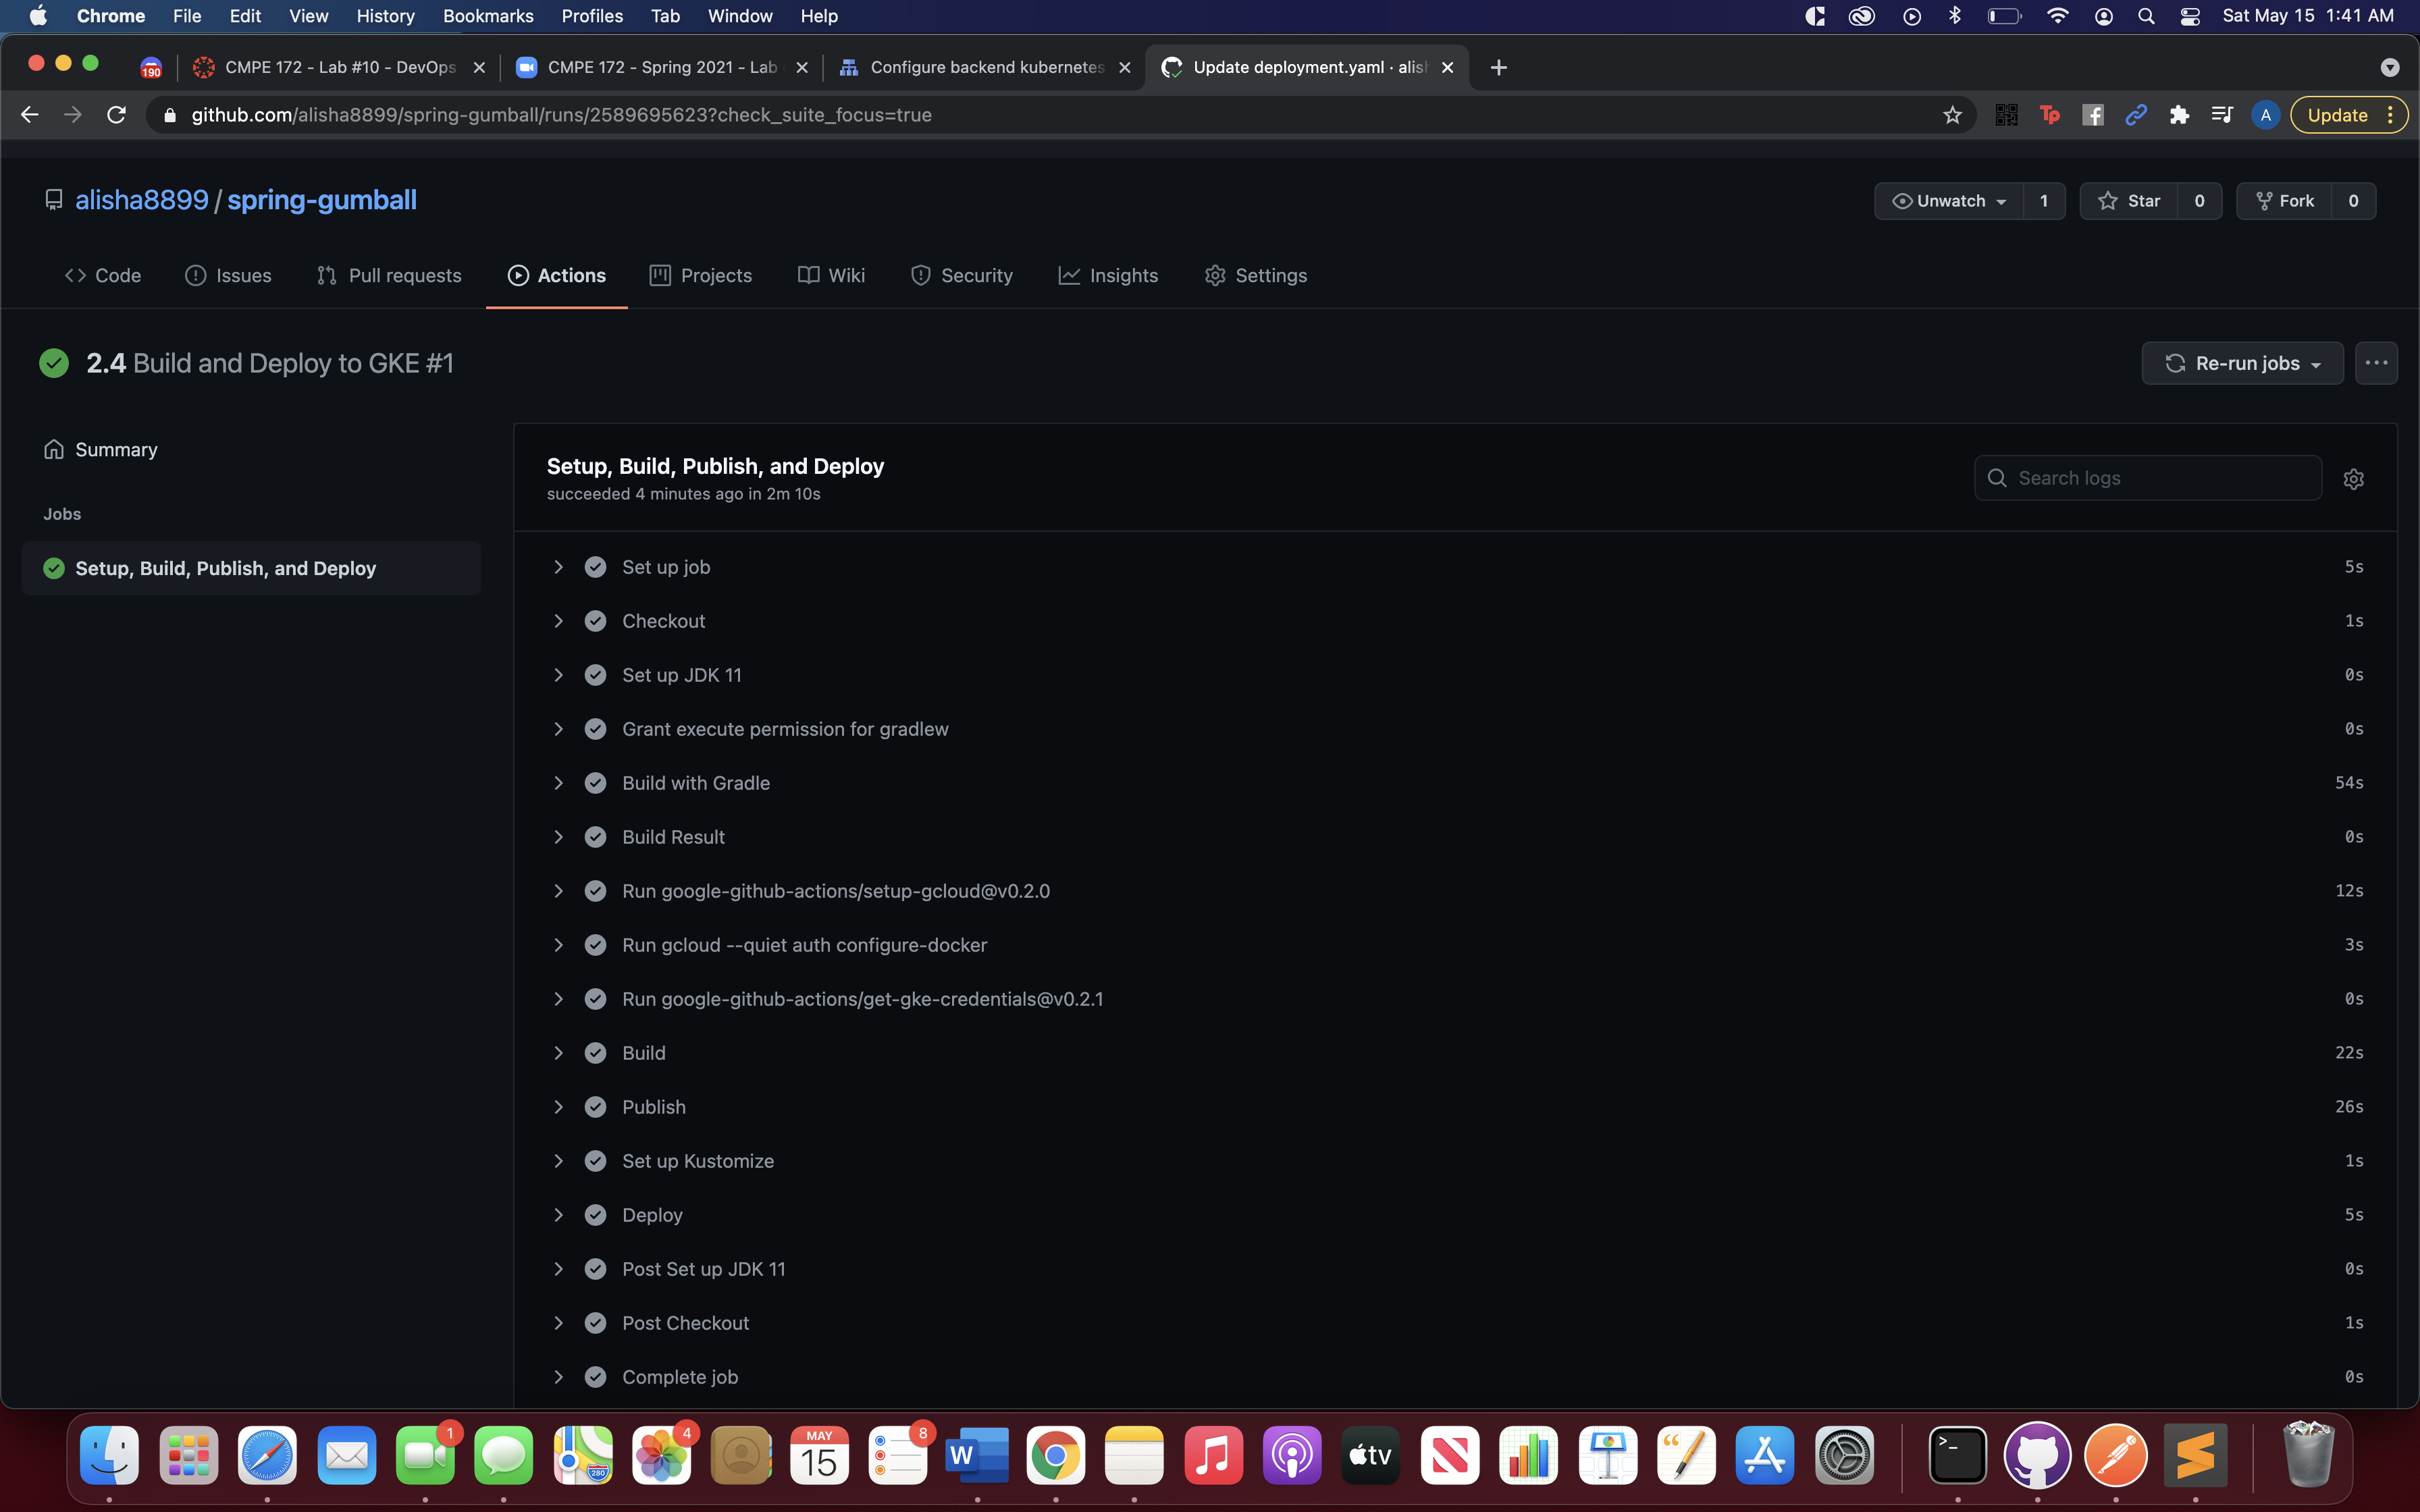 Chrome File Edit View History Bookmarks Profiles Tab Window Help Sat May 15 1:41 AM
190 CMPE 172 - Lab #10 - DevOps CMPE 172 - Spring 2021 - Lab Configure backend kubernetes Update deployment.yaml · alish
github.com/alisha8899/spring-gumball/runs/2589695623?check_suite_focus=true Tp f A Update
alisha8899 / spring-gumball Unwatch 1 Star 0 Fork 0
Code Issues Pull requests Actions Projects Wiki Security Insights Settings
2.4 Build and Deploy to GKE #1 Re-run jobs
Summary
Jobs
Setup, Build, Publish, and Deploy
Setup, Build, Publish, and Deploy
succeeded 4 minutes ago in 2m 10s
Search logs
Set up job 5s
Checkout 1s
Set up JDK 11 0s
Grant execute permission for gradlew 0s
Build with Gradle 54s
Build Result 0s
Run google-github-actions/setup-gcloud@v0.2.0 12s
Run gcloud --quiet auth configure-docker 3s
Run google-github-actions/get-gke-credentials@v0.2.1 0s
Build 22s
Publish 26s
Set up Kustomize 1s
Deploy 5s
Post Set up JDK 11 0s
Post Checkout 1s
Complete job 0s
1 4 MAY 8
280 15 W tv >_